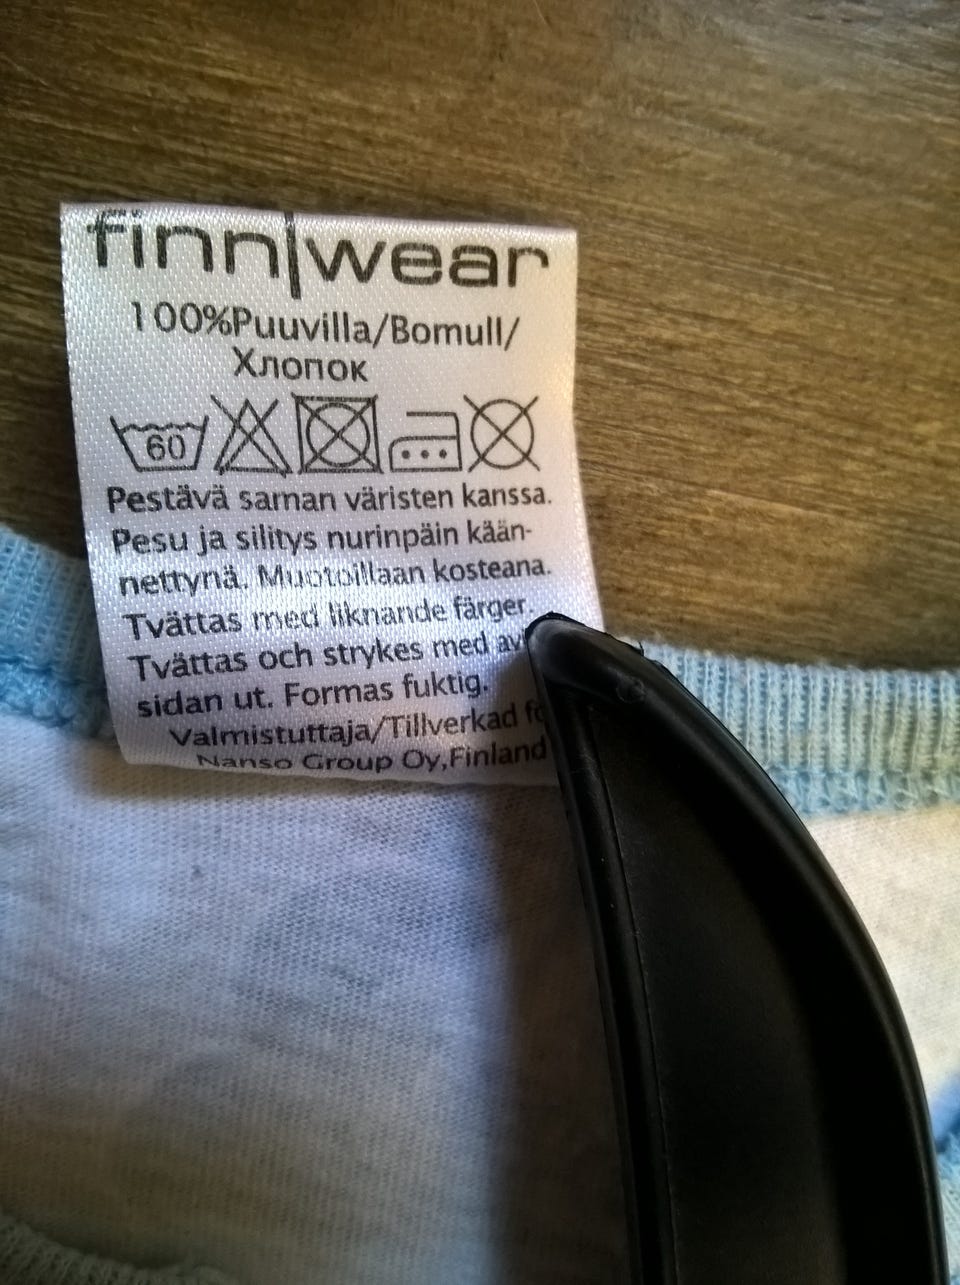 finn|wear
100%Puuvilla/Bomull/
Хлопок
60
Pestävä saman väristen kanssa.
Pesu ja silitys nurinpäin kään-
nettynä. Muotoillaan kosteana.
Tvättas med liknande färger.
Tvättas och strykes med
sidan ut. Formas fuktig.
Valmistuttaja/Tillverkad
Nanso Group Oy,Finland